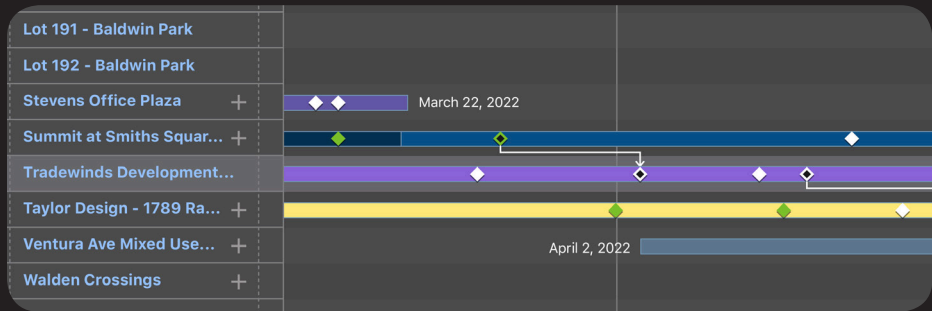 Lot 191 - Baldwin Park
Lot 192 - Baldwin Park
Stevens Office Plaza +
March 22, 2022
Summit at Smiths Squar... +
Tradewinds Development...
Taylor Design - 1789 Ra... +
Ventura Ave Mixed Use... +
April 2, 2022
Walden Crossings +